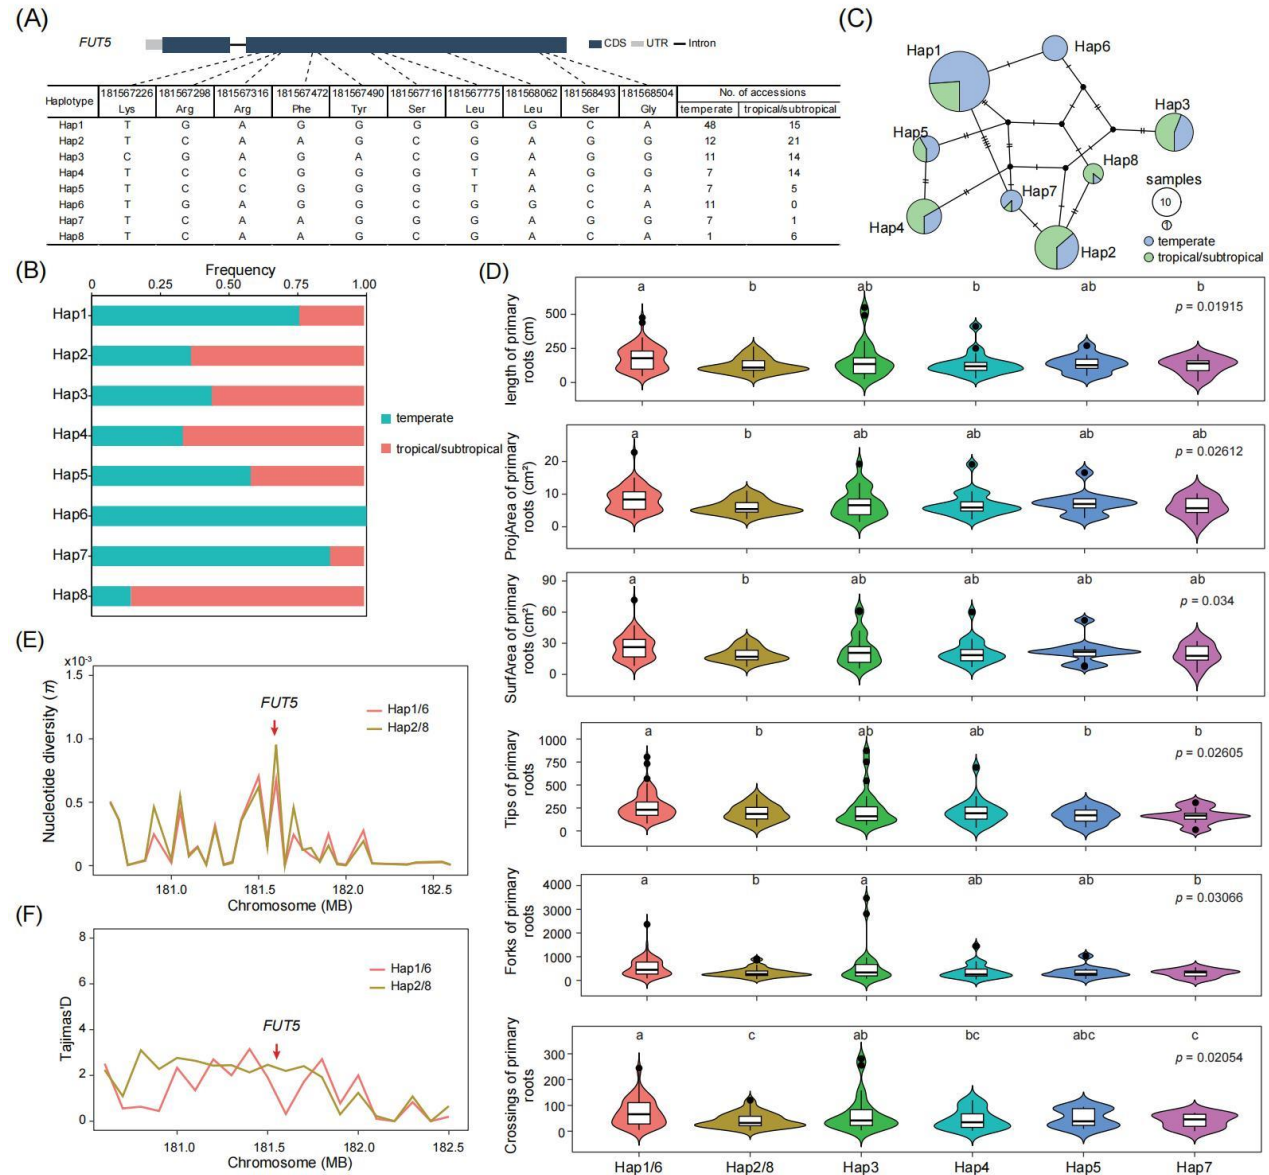 (A)
FUT5
CDS UTR Intron
Haplotype 181567226 181567298 181567316 181567472 181567490 181567716 181567775 181568062 181568493 181568504 No. of accessions
Lys Arg Arg Phe Tyr Ser Leu Leu Ser Gly temperate tropical/subtropical
Hap1 T G A G G G G G C A 48 15
Hap2 T C A A G C G A G G 12 21
Hap3 C G A G A C G A G G 11 14
Hap4 T C C G G G T A G G 7 14
Hap5 T C C G G G T A C A 7 5
Hap6 T G A G G C G G C A 11 0
Hap7 T C A A G G G A G G 7 1
Hap8 T C A A G C G A C A 1 6
(C)
Hap1
Hap6
Hap3
Hap5
Hap8
Hap7
Hap4
Hap2
samples
10
1
temperate
tropical/subtropical
(B)
Frequency
0 0.25 0.50 0.75 1.00
Hap1
Hap2
Hap3
Hap4
Hap5
Hap6
Hap7
Hap8
temperate
tropical/subtropical
(D)
length of primary
roots (cm)
500
250
0
a b ab b ab b
p = 0.01915
ProjArea of primary
roots (cm²)
20
10
0
a b ab ab ab ab
p = 0.02612
SurfArea of primary
roots (cm²)
90
60
30
0
a b ab ab ab ab
p = 0.034
Tips of primary
roots
1000
750
500
250
0
a b ab ab b b
p = 0.02605
Forks of primary
roots
4000
3000
2000
1000
0
a b a ab ab b
p = 0.03066
Crossings of primary
roots
300
200
100
0
a c ab bc abc c
p = 0.02054
Hap1/6 Hap2/8 Hap3 Hap4 Hap5 Hap7
(E)
x10⁻³
Nucleotide diversity (π)
1.5
1.0
0.5
0
FUT5
Hap1/6
Hap2/8
181.0 181.5 182.0 182.5
Chromosome (MB)
(F)
Tajimas'D
8
6
4
2
0
FUT5
Hap1/6
Hap2/8
181.0 181.5 182.0 182.5
Chromosome (MB)